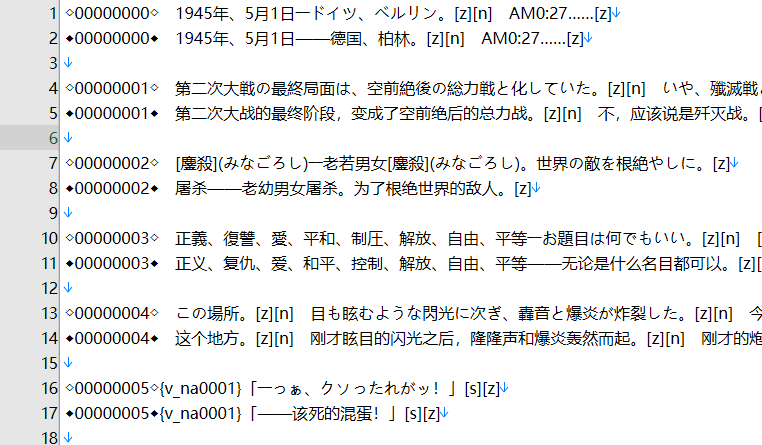 1 ◇00000000◇ 1945年、5月1日─ドイツ、ベルリン。[z][n] AM0:27……[z]↓
2 ◆00000000◆ 1945年、5月1日——德国、柏林。[z][n] AM0:27……[z]↓
3 ↓
4 ◇00000001◇ 第二次大戦の最終局面は、空前絶後の総力戦と化していた。[z][n] いや、殲滅戦と
5 ◆00000001◆ 第二次大战的最终阶段，变成了空前绝后的总力战。[z][n] 不，应该说是歼灭战。[
6 ↓
7 ◇00000002◇ [鏖殺](みなごろし)─老若男女[鏖殺](みなごろし)。世界の敵を根絶やしに。[z]↓
8 ◆00000002◆ 屠杀——老幼男女屠杀。为了根绝世界的敌人。[z]↓
9 ↓
10 ◇00000003◇ 正義、復讐、愛、平和、制圧、解放、自由、平等─お題目は何でもいい。[z][n] [
11 ◆00000003◆ 正义、复仇、爱、和平、控制、解放、自由、平等——无论是什么名目都可以。[z][
12 ↓
13 ◇00000004◇ この場所。[z][n] 目も眩むような閃光に次ぎ、轟音と爆炎が炸裂した。[z][n] 今
14 ◆00000004◆ 这个地方。[z][n] 刚才眩目的闪光之后，隆隆声和爆炎轰然而起。[z][n] 刚才的炮
15 ↓
16 ◇00000005◇{v_na0001}「─っぁ、クソったれがッ！」[s][z]↓
17 ◆00000005◆{v_na0001}「——该死的混蛋！」[s][z]↓
18 ↓